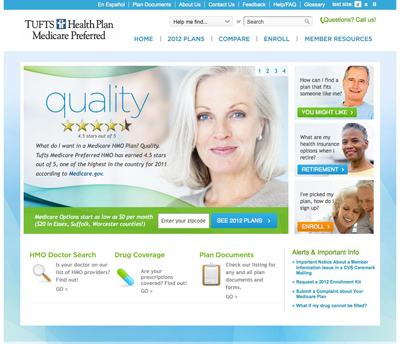 En Español | Plan Documents | About Us | Contact Us | Feedback | Help/FAQ | Glossary
text size: a a a
TUFTS Health Plan
Medicare Preferred
Help me find... or Search
Questions? Call us!
HOME | 2012 PLANS | COMPARE | ENROLL | MEMBER RESOURCES
1 2 3 4
quality
4.5 stars out of 5
What do I want in a Medicare HMO Plan? Quality.
Tufts Medicare Preferred HMO has earned 4.5 stars
out of 5, one of the highest in the country for 2011
according to Medicare.gov.
Medicare Options start as low as $0 per month
($20 in Essex, Suffolk, Worcester counties!)
Enter your zipcode
SEE 2012 PLANS
How can I find a
plan that fits
someone like me?
YOU MIGHT LIKE
What are my
health insurance
options when I
retire?
RETIREMENT
I've picked my
plan, how do I
sign up?
ENROLL
HMO Doctor Search
Is your doctor on
our list of HMO
providers?
Find out!
GO >
Drug Coverage
Are your
prescriptions
covered? Find out!
GO >
Plan Documents
Check our listing for
any and all plan
documents and
forms.
GO >
Alerts & Important Info
Important Notice About a Member
Information Issue in a CVS Caremark
Mailing
Request a 2012 Enrollment Kit
Submit a Complaint about Your
Medicare Plan
What if my drug cannot be filled?